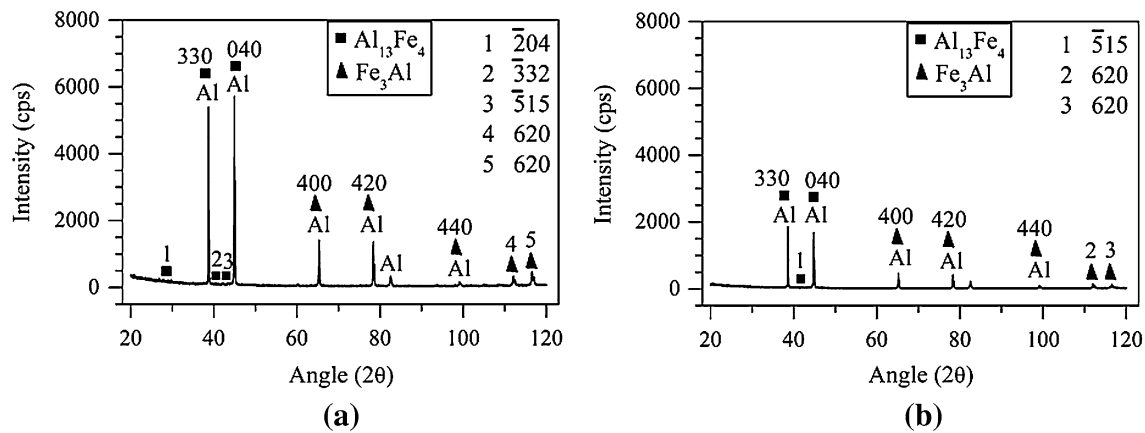 8000
6000
4000
2000
0
Intensity (cps)
20 40 60 80 100 120
Angle (2θ)
330 040
Al Al
■ Al₁₃Fe₄
▲ Fe₃Al
1 2̅04
2 3̅32
3 5̅15
4 620
5 620
1
2 3
400 420
Al Al
Al
440
Al
4 5
(a)
8000
6000
4000
2000
0
Intensity (cps)
20 40 60 80 100 120
Angle (2θ)
■ Al₁₃Fe₄
▲ Fe₃Al
1 5̅15
2 620
3 620
330 040
Al Al
1
400 420
Al Al
440
Al
2 3
(b)